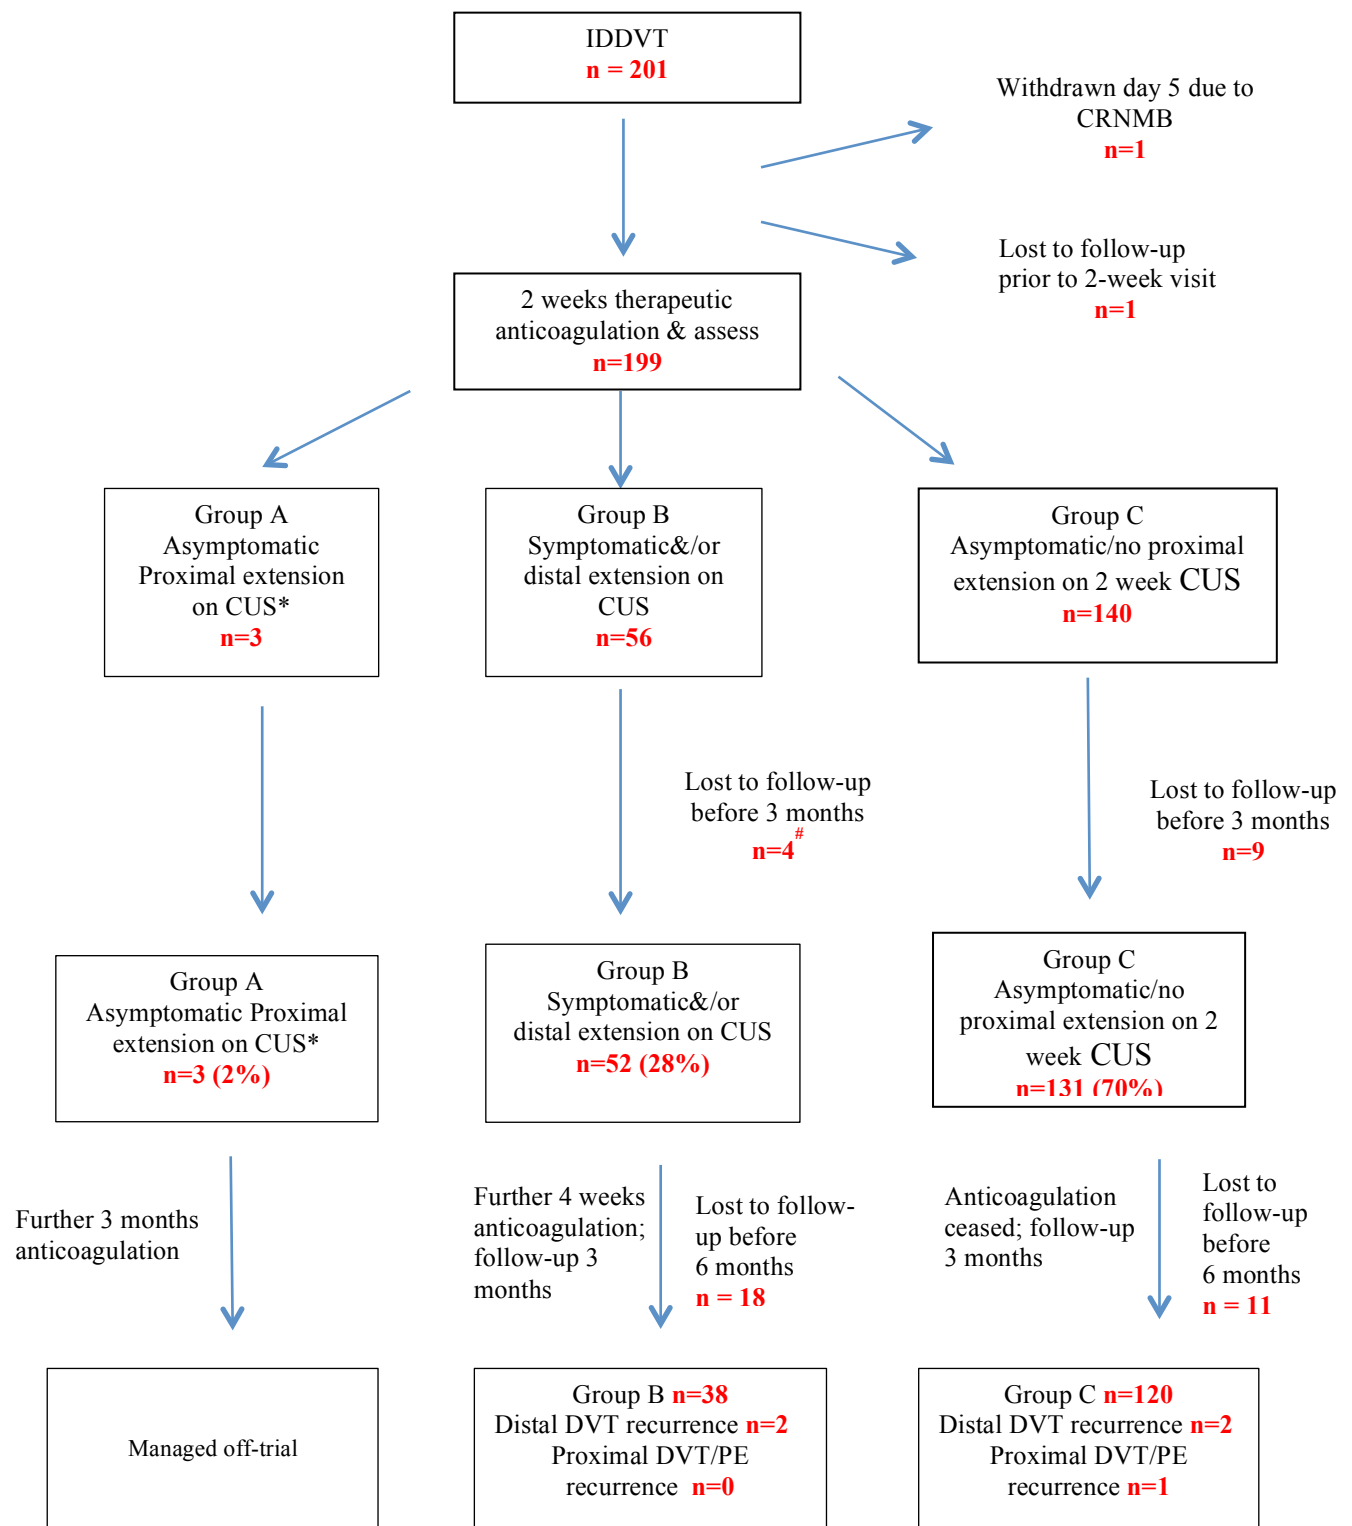 IDDVT
n = 201
Withdrawn day 5 due to
CRNMB
n=1
Lost to follow-up
prior to 2-week visit
n=1
2 weeks therapeutic
anticoagulation & assess
n=199
Group A
Asymptomatic
Proximal extension
on CUS*
n=3
Group B
Symptomatic&/or
distal extension on
CUS
n=56
Group C
Asymptomatic/no proximal
extension on 2 week CUS
n=140
Lost to follow-up
before 3 months
n=4#
Lost to follow-up
before 3 months
n=9
Group A
Asymptomatic Proximal
extension on CUS*
n=3 (2%)
Group B
Symptomatic&/or
distal extension on CUS
n=52 (28%)
Group C
Asymptomatic/no
proximal extension on 2
week CUS
n=131 (70%)
Further 3 months
anticoagulation
Further 4 weeks
anticoagulation;
follow-up 3
months
Lost to follow-
up before
6 months
n = 18
Anticoagulation
ceased; follow-up
3 months
Lost to
follow-up
before
6 months
n = 11
Managed off-trial
Group B n=38
Distal DVT recurrence n=2
Proximal DVT/PE
recurrence n=0
Group C n=120
Distal DVT recurrence n=2
Proximal DVT/PE
recurrence n=1